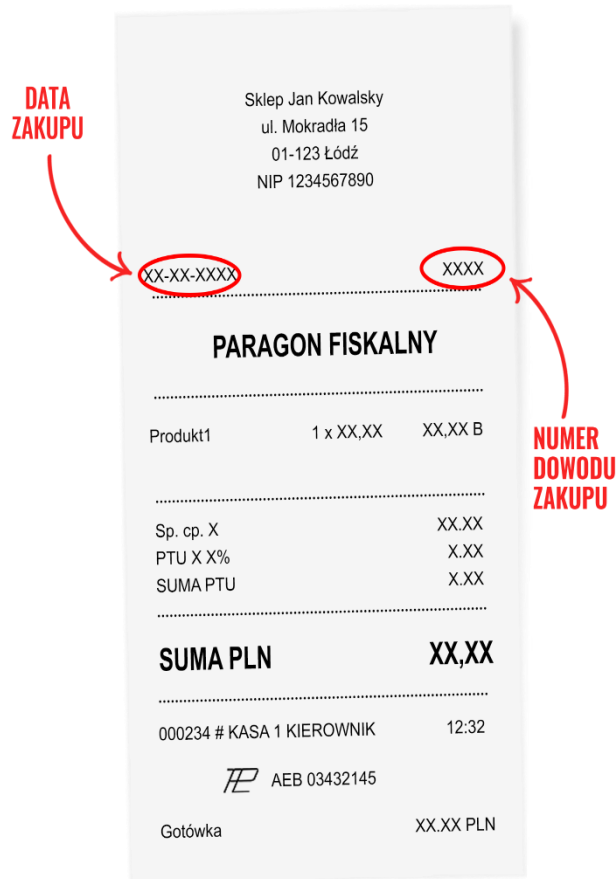 DATA
ZAKUPU
Sklep Jan Kowalsky
ul. Mokradła 15
01-123 Łódź
NIP 1234567890
XX-XX-XXXX XXXX
PARAGON FISKALNY
Produkt1 1 x XX,XX XX,XX B
NUMER
DOWODU
ZAKUPU
Sp. cp. X XX.XX
PTU X X% X.XX
SUMA PTU X.XX
SUMA PLN XX,XX
000234 # KASA 1 KIEROWNIK 12:32
AEB 03432145
Gotówka XX.XX PLN